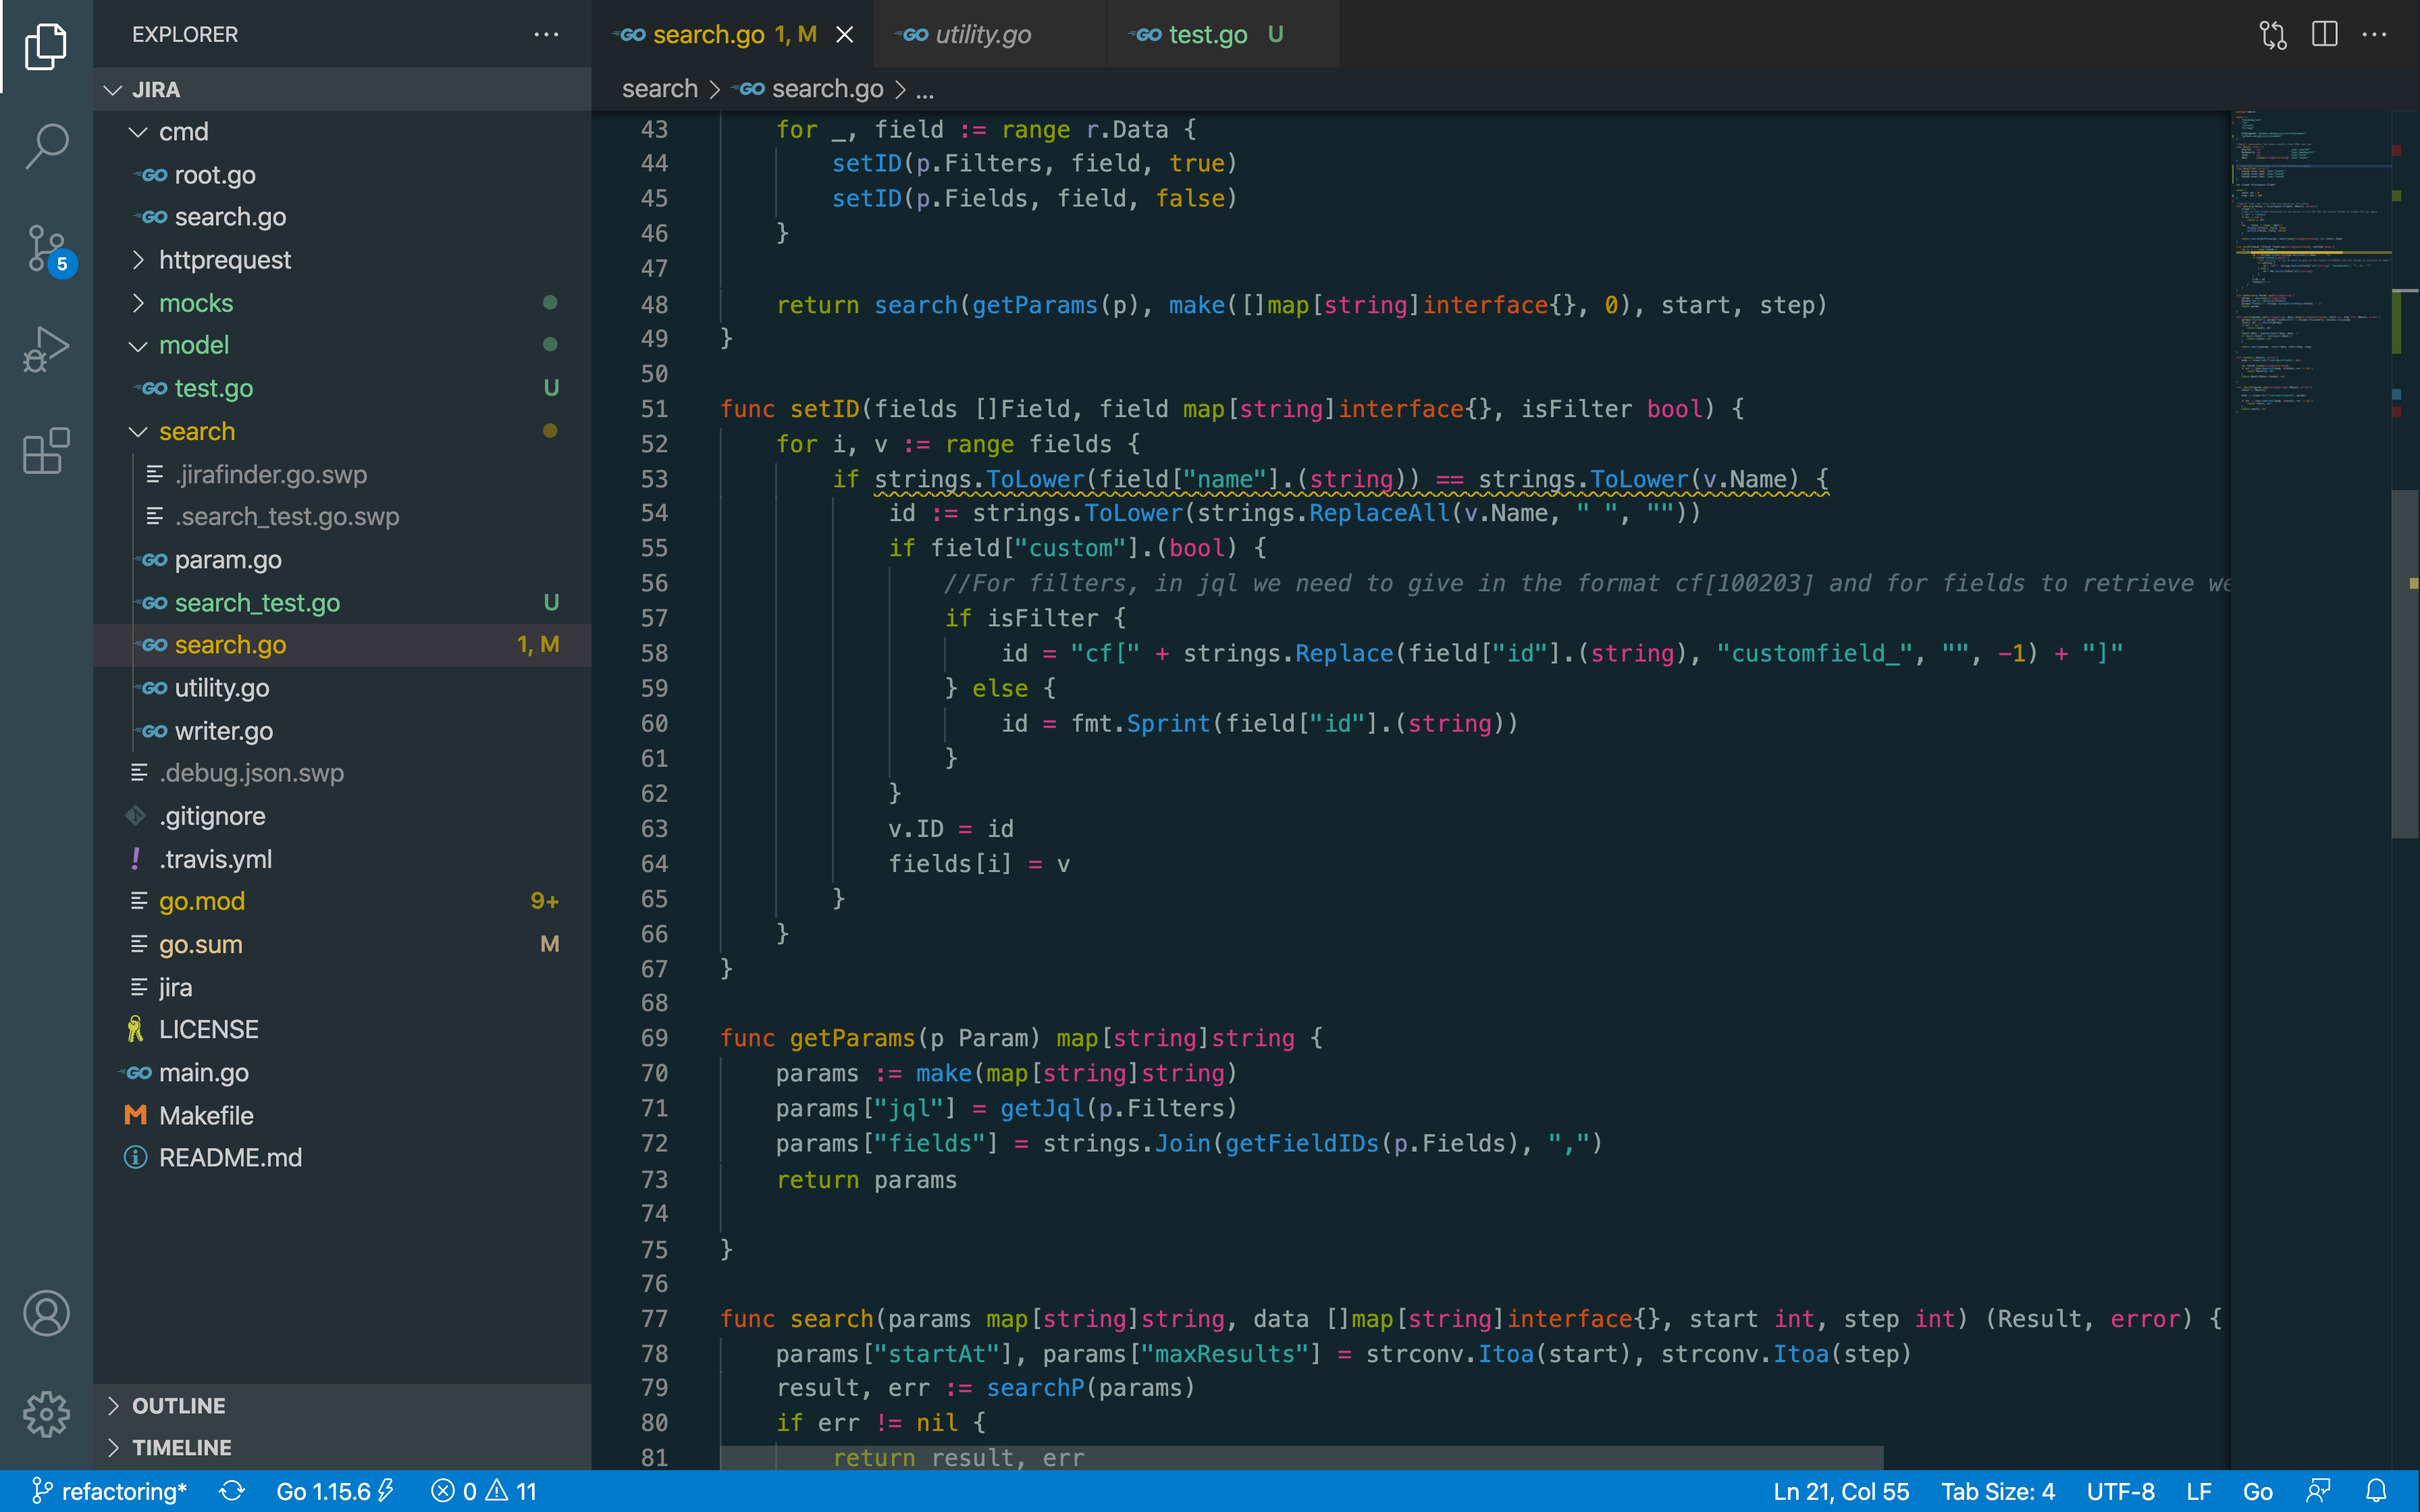 EXPLORER
JIRA
cmd
GO root.go
GO search.go
httprequest
mocks
model
GO test.go U
search
.jirafinder.go.swp
.search_test.go.swp
GO param.go
GO search_test.go U
GO search.go 1, M
GO utility.go
GO writer.go
.debug.json.swp
.gitignore
! .travis.yml
go.mod 9+
go.sum M
jira
LICENSE
GO main.go
M Makefile
README.md
OUTLINE
TIMELINE
5
GO search.go 1, M
GO utility.go
GO test.go U
search > GO search.go > ...
43 for _, field := range r.Data {
44 setID(p.Filters, field, true)
45 setID(p.Fields, field, false)
46 }
47
48 return search(getParams(p), make([]map[string]interface{}, 0), start, step)
49 }
50
51 func setID(fields []Field, field map[string]interface{}, isFilter bool) {
52 for i, v := range fields {
53 if strings.ToLower(field["name"].(string)) == strings.ToLower(v.Name) {
54 id := strings.ToLower(strings.ReplaceAll(v.Name, " ", ""))
55 if field["custom"].(bool) {
56 //For filters, in jql we need to give in the format cf[100203] and for fields to retrieve we
57 if isFilter {
58 id = "cf[" + strings.Replace(field["id"].(string), "customfield_", "", -1) + "]"
59 } else {
60 id = fmt.Sprint(field["id"].(string))
61 }
62 }
63 v.ID = id
64 fields[i] = v
65 }
66 }
67 }
68
69 func getParams(p Param) map[string]string {
70 params := make(map[string]string)
71 params["jql"] = getJql(p.Filters)
72 params["fields"] = strings.Join(getFieldIDs(p.Fields), ",")
73 return params
74
75 }
76
77 func search(params map[string]string, data []map[string]interface{}, start int, step int) (Result, error) {
78 params["startAt"], params["maxResults"] = strconv.Itoa(start), strconv.Itoa(step)
79 result, err := searchP(params)
80 if err != nil {
81 return result, err
refactoring* Go 1.15.6 0 11 Ln 21, Col 55 Tab Size: 4 UTF-8 LF Go